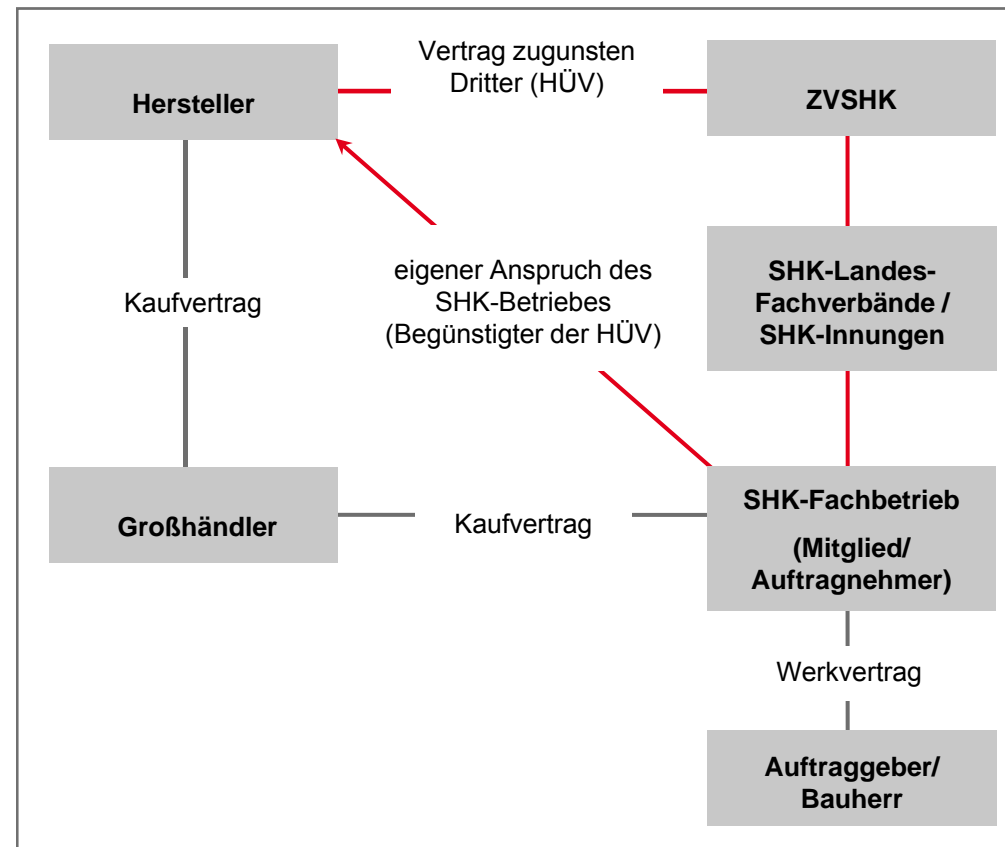 Vertrag zugunsten
Dritter (HÜV)
Hersteller
ZVSHK
eigener Anspruch des
SHK-Betriebes
(Begünstigter der HÜV)
SHK-Landes-
Fachverbände /
SHK-Innungen
Kaufvertrag
Großhändler
Kaufvertrag
SHK-Fachbetrieb
(Mitglied/
Auftragnehmer)
Werkvertrag
Auftraggeber/
Bauherr